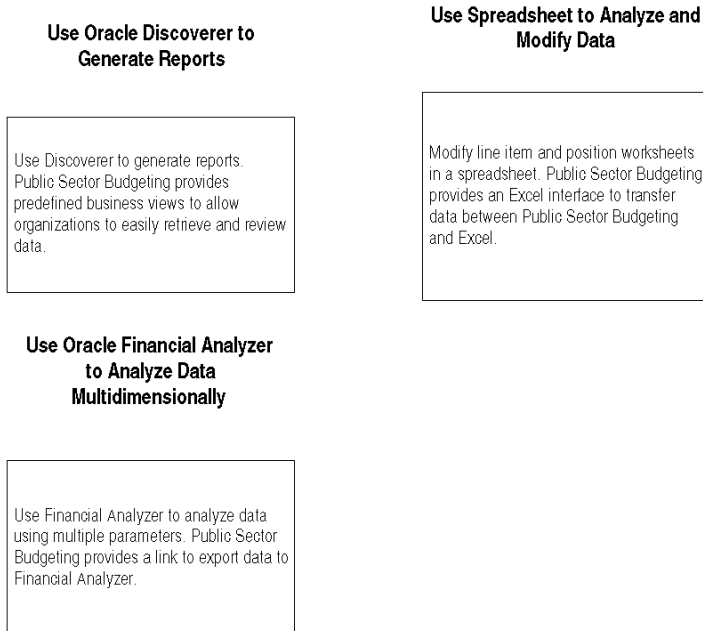 Use Oracle Discoverer to
Generate Reports
Use Discoverer to generate reports.
Public Sector Budgeting provides
predefined business views to allow
organizations to easily retrieve and review
data.
Use Spreadsheet to Analyze and
Modify Data
Modify line item and position worksheets
in a spreadsheet. Public Sector Budgeting
provides an Excel interface to transfer
data between Public Sector Budgeting
and Excel.
Use Oracle Financial Analyzer
to Analyze Data
Multidimensionally
Use Financial Analyzer to analyze data
using multiple parameters. Public Sector
Budgeting provides a link to export data to
Financial Analyzer.